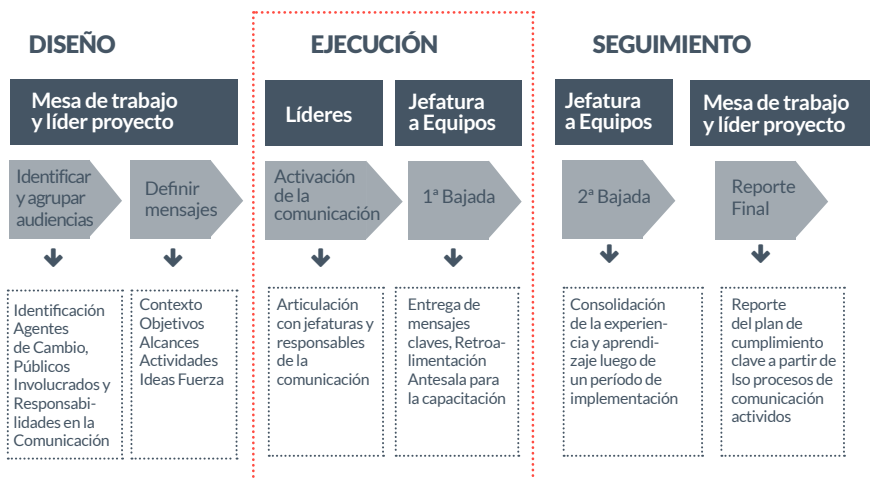 DISEÑO
Mesa de trabajo
y líder proyecto
Identificar
y agrupar
audiencias
Definir
mensajes
Identificación
Agentes
de Cambio,
Públicos
Involucrados y
Responsabi-
lidades en la
Comunicación
Contexto
Objetivos
Alcances
Actividades
Ideas Fuerza
EJECUCIÓN
Líderes
Jefatura
a Equipos
Activación
de la
comunicación
1ª Bajada
Articulación
con jefaturas y
responsables
de la
comunicación
Entrega de
mensajes
claves, Retroa-
limentación
Antesala para
la capacitación
SEGUIMIENTO
Jefatura
a Equipos
Mesa de trabajo
y líder proyecto
2ª Bajada
Reporte
Final
Consolidación
de la experien-
cia y aprendi-
zaje luego de
un período de
implementación
Reporte
del plan de
cumplimiento
clave a partir de
lso procesos de
comunicación
actividos